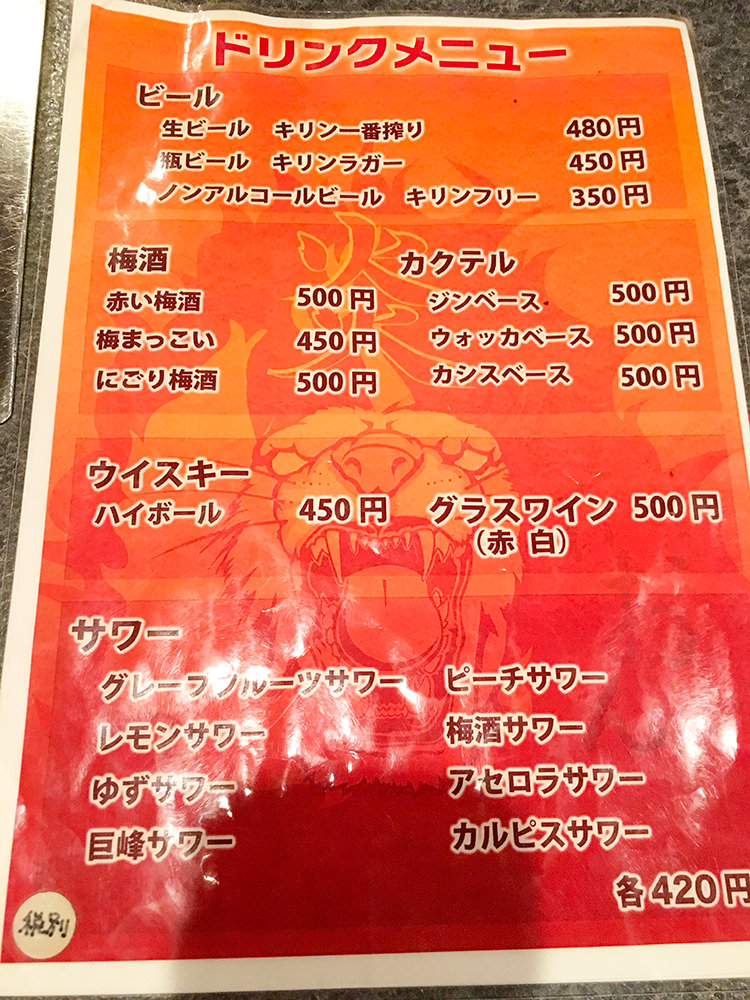 ドリンクメニュー
ビール
生ビール キリン一番搾り 480円
瓶ビール キリンラガー 450円
ノンアルコールビール キリンフリー 350円
梅酒
赤い梅酒 500円
梅まっこい 450円
にごり梅酒 500円
カクテル
ジンベース 500円
ウォッカベース 500円
カシスベース 500円
ウイスキー
ハイボール 450円
グラスワイン 500円
(赤 白)
サワー
グレープフルーツサワー
レモンサワー
ゆずサワー
巨峰サワー
ピーチサワー
梅酒サワー
アセロラサワー
カルピスサワー
各420円
税別